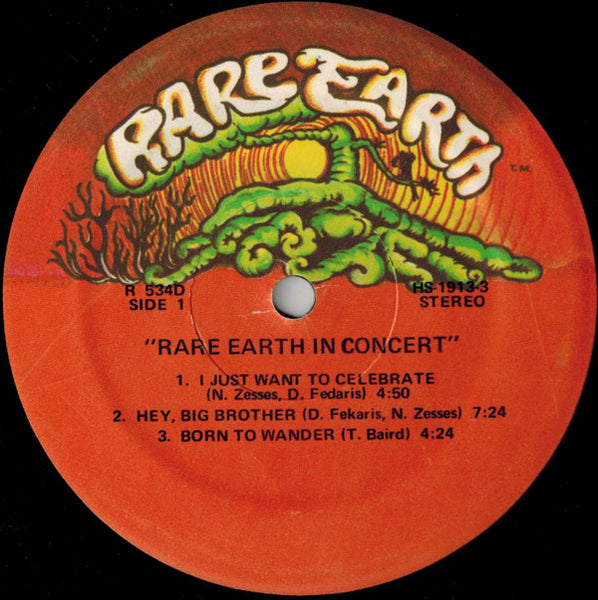 RARE EARTH
T.M.
R 534D
SIDE 1
HS-1913-3
STEREO
"RARE EARTH IN CONCERT"
1. I JUST WANT TO CELEBRATE
(N. Zesses, D. Fedaris) 4:50
2. HEY, BIG BROTHER (D. Fekaris, N. Zesses) 7:24
3. BORN TO WANDER (T. Baird) 4:24